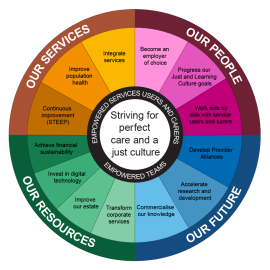 OUR SERVICES
Continuous
improvement
(STEEP)
Improve
population
health
Integrate
services
OUR PEOPLE
Become an
employer
of choice
Progress our
Just and Learning
Culture goals
Work side by
side with service
users and carers
OUR FUTURE
Develop Provider
Alliances
Accelerate
research and
development
Commercialise
our knowledge
OUR RESOURCES
Transform
corporate
services
Improve
our estate
Invest in digital
technology
Achieve financial
sustainability
EMPOWERED SERVICES USERS AND CARERS
EMPOWERED TEAMS
Striving for
perfect
care and a
just culture